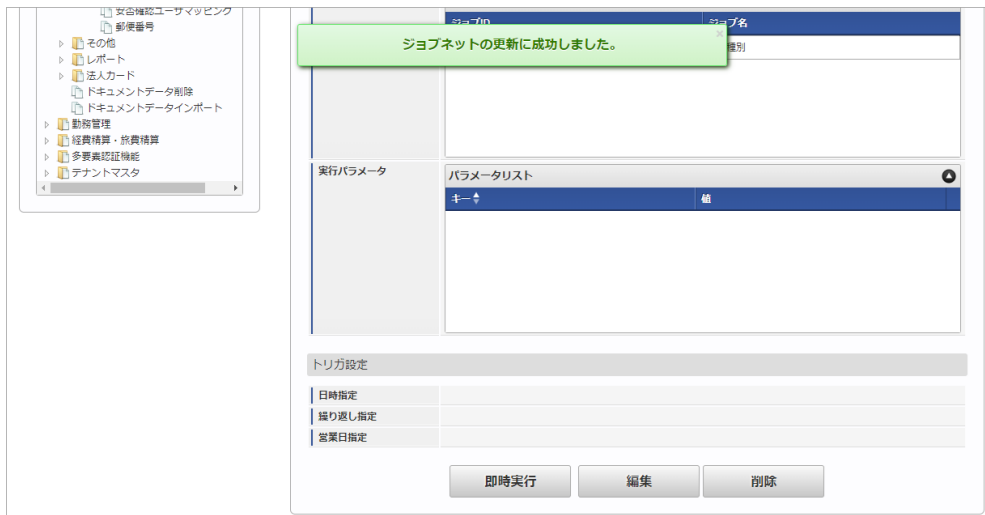 安否確認ユーザマッピング
郵便番号
その他
レポート
法人カード
ドキュメントデータ削除
ドキュメントデータインポート
勤務管理
経費精算・旅費精算
多要素認証機能
テナントマスタ
ジョブID
ジョブ名
種別
ジョブネットの更新に成功しました。
実行パラメータ
パラメータリスト
キー
値
トリガ設定
日時指定
繰り返し指定
営業日指定
即時実行
編集
削除